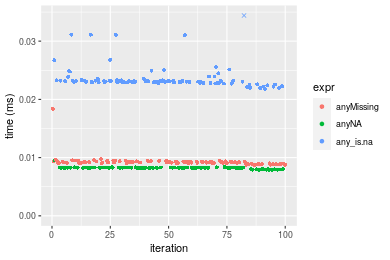 time (ms)
0.03
0.02
0.01
0.00
0
25
50
75
100
iteration
expr
anyMissing
anyNA
any_is.na